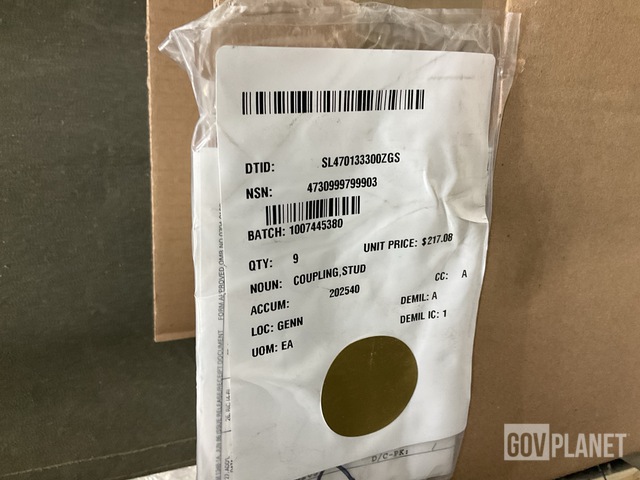 DTID: SL470133300ZGS
NSN: 4730999799903
BATCH: 1007445380
UNIT PRICE: $217.08
QTY: 9
NOUN: COUPLING,STUD
CC: A
ACCUM: 202540
DEMIL: A
LOC: GENN
DEMIL IC: 1
UOM: EA
D/C-PK:
GOVPLANET